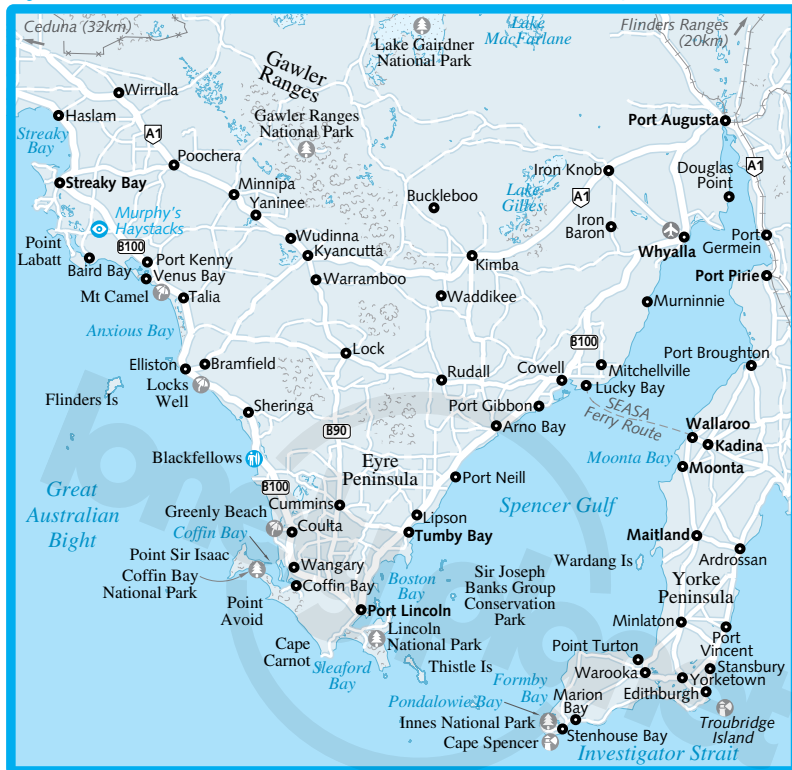 Ceduna (32km)
Lake
MacFarlane
Flinders Ranges
(20km)
Lake Gairdner
National Park
Gawler
Ranges
Wirrulla
Haslam
Gawler Ranges
National Park
Port Augusta
Streaky
Bay
A1
Poochera
Iron Knob
Douglas
Point
A1
Streaky Bay
Minnipa
Yaninee
Buckleboo
Lake
Gilles
A1
Iron
Baron
Murphy's
Haystacks
Point
Labatt
B100
Wudinna
Kyancutta
Whyalla
Port
Germein
Baird Bay
Port Kenny
Venus Bay
Kimba
Port Pirie
Mt Camel
Talia
Warramboo
Waddikee
Murninnie
Anxious Bay
B100
Lock
Port Broughton
Elliston
Bramfield
Rudall
Cowell
Mitchellville
Lucky Bay
Flinders Is
Locks
Well
Sheringa
Port Gibbon
Arno Bay
SEASA
Ferry Route
Wallaroo
Kadina
B90
Blackfellows
Eyre
Peninsula
Port Neill
Moonta Bay
Moonta
Great
Australian
Bight
B100
Spencer Gulf
Greenly Beach
Cummins
Coulta
Lipson
Tumby Bay
Coffin Bay
Maitland
Point Sir Isaac
Coffin Bay
National Park
Wangary
Coffin Bay
Boston
Bay
Sir Joseph
Banks Group
Conservation
Park
Wardang Is
Ardrossan
Yorke
Peninsula
Point
Avoid
Port Lincoln
Lincoln
National Park
Minlaton
Port
Vincent
Cape
Carnot
Sleaford
Bay
Thistle Is
Point Turton
Warooka
Stansbury
Yorketown
Edithburgh
Formby
Bay
Pondalowie Bay
Marion
Bay
Innes National Park
Cape Spencer
Stenhouse Bay
Troubridge
Island
Investigator Strait
lonely planet